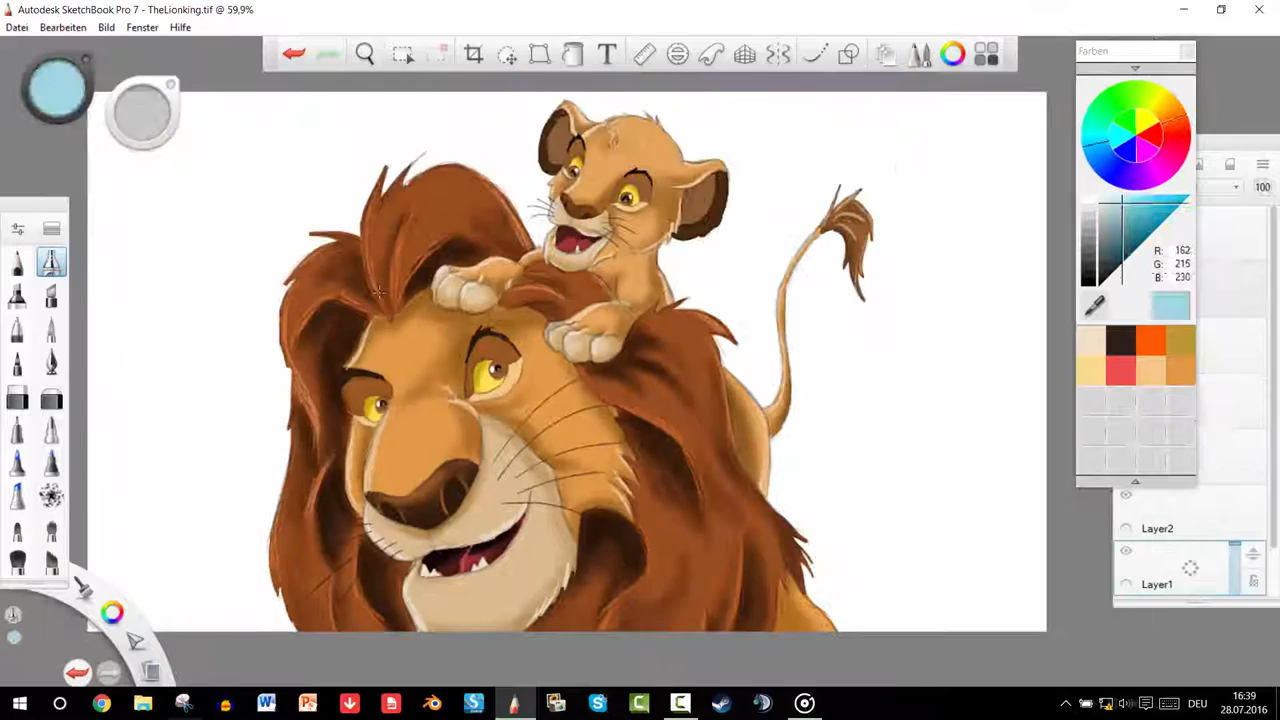 Autodesk SketchBook Pro 7 - TheLionking.tif @ 59,9%
Datei Bearbeiten Bild Fenster Hilfe
T
Farben
100
R: 162
G: 215
B: 230
Layer2
Layer1
DEU
16:39
28.07.2016